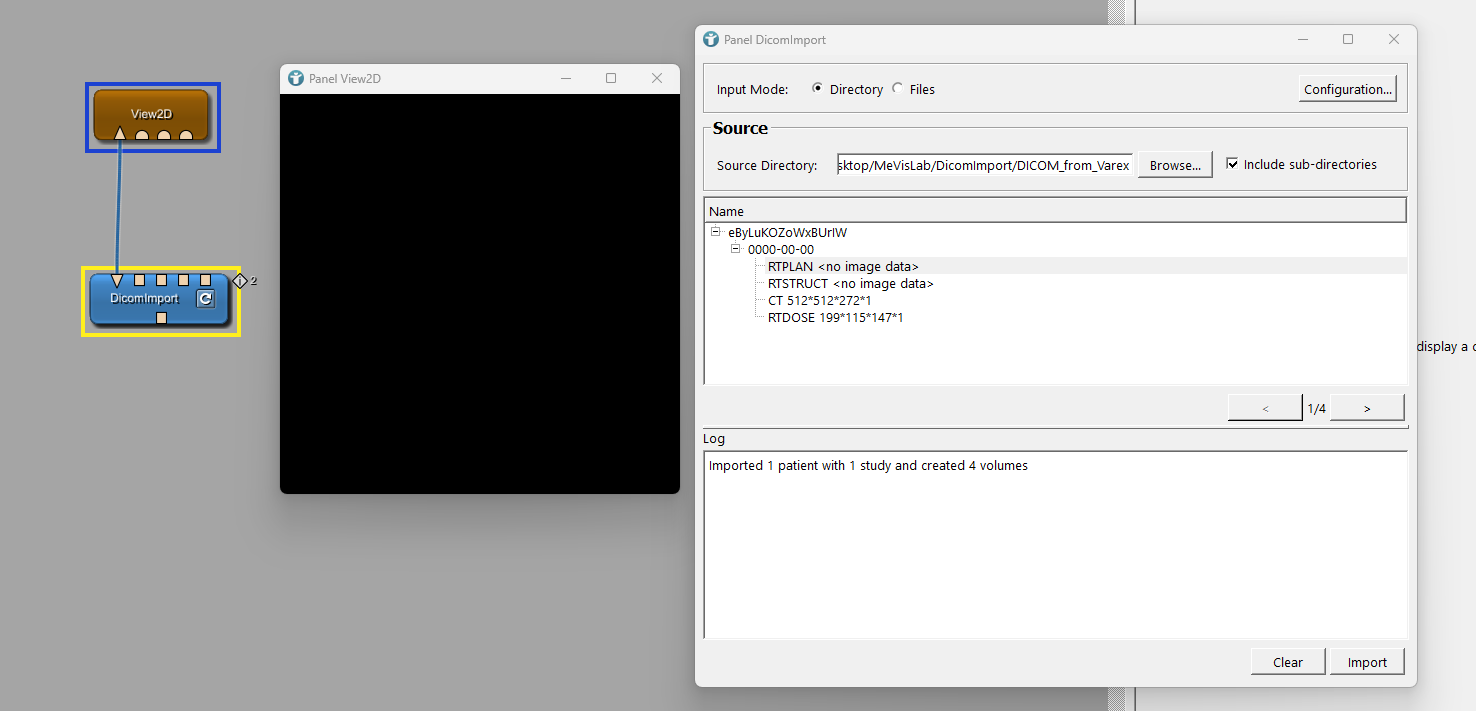 View2D
DicomImport
2
Panel View2D
Panel DicomImport
Input Mode: Directory Files Configuration...
Source
Source Directory: sktop/MeVisLab/DicomImport/DICOM_from_Varex Browse... Include sub-directories
Name
eByLuKOZoWxBUrIW
0000-00-00
RTPLAN <no image data>
RTSTRUCT <no image data>
CT 512*512*272*1
RTDOSE 199*115*147*1
< 1/4 >
Log
Imported 1 patient with 1 study and created 4 volumes
Clear Import
display a